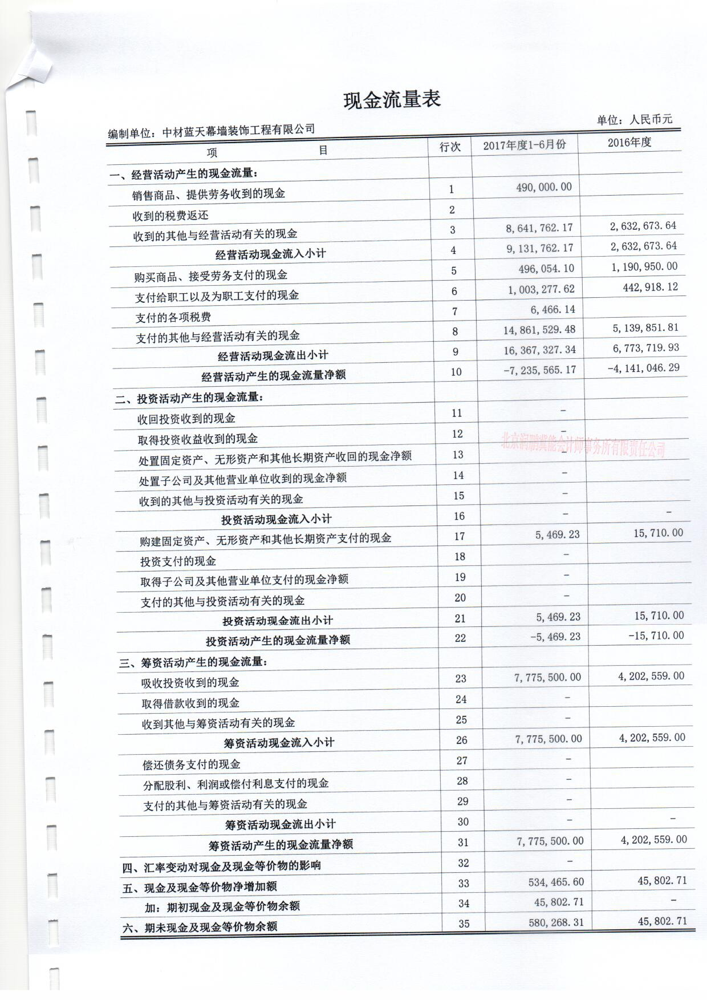 现金流量表
编制单位：中材蓝天幕墙装饰工程有限公司 单位：人民币元
项 目 行次 2017年度1-6月份 2016年度
一、经营活动产生的现金流量：
销售商品、提供劳务收到的现金 1 490,000.00
收到的税费返还 2
收到的其他与经营活动有关的现金 3 8,641,762.17 2,632,673.64
经营活动现金流入小计 4 9,131,762.17 2,632,673.64
购买商品、接受劳务支付的现金 5 496,054.10 1,190,950.00
支付给职工以及为职工支付的现金 6 1,003,277.62 442,918.12
支付的各项税费 7 6,466.14
支付的其他与经营活动有关的现金 8 14,861,529.48 5,139,851.81
经营活动现金流出小计 9 16,367,327.34 6,773,719.93
经营活动产生的现金流量净额 10 -7,235,565.17 -4,141,046.29
二、投资活动产生的现金流量：
收回投资收到的现金 11 -
取得投资收益收到的现金 12 -
北京润鹏冀能会计师事务所有限责任公司
处置固定资产、无形资产和其他长期资产收回的现金净额 13 -
处置子公司及其他营业单位收到的现金净额 14 -
收到的其他与投资活动有关的现金 15 -
投资活动现金流入小计 16 - -
购建固定资产、无形资产和其他长期资产支付的现金 17 5,469.23 15,710.00
投资支付的现金 18 -
取得子公司及其他营业单位支付的现金净额 19 -
支付的其他与投资活动有关的现金 20 -
投资活动现金流出小计 21 5,469.23 15,710.00
投资活动产生的现金流量净额 22 -5,469.23 -15,710.00
三、筹资活动产生的现金流量：
吸收投资收到的现金 23 7,775,500.00 4,202,559.00
取得借款收到的现金 24 -
收到其他与筹资活动有关的现金 25 -
筹资活动现金流入小计 26 7,775,500.00 4,202,559.00
偿还债务支付的现金 27 -
分配股利、利润或偿付利息支付的现金 28 -
支付的其他与筹资活动有关的现金 29 -
筹资活动现金流出小计 30 - -
筹资活动产生的现金流量净额 31 7,775,500.00 4,202,559.00
四、汇率变动对现金及现金等价物的影响 32 -
五、现金及现金等价物净增加额 33 534,465.60 45,802.71
加：期初现金及现金等价物余额 34 45,802.71 -
六、期未现金及现金等价物余额 35 580,268.31 45,802.71